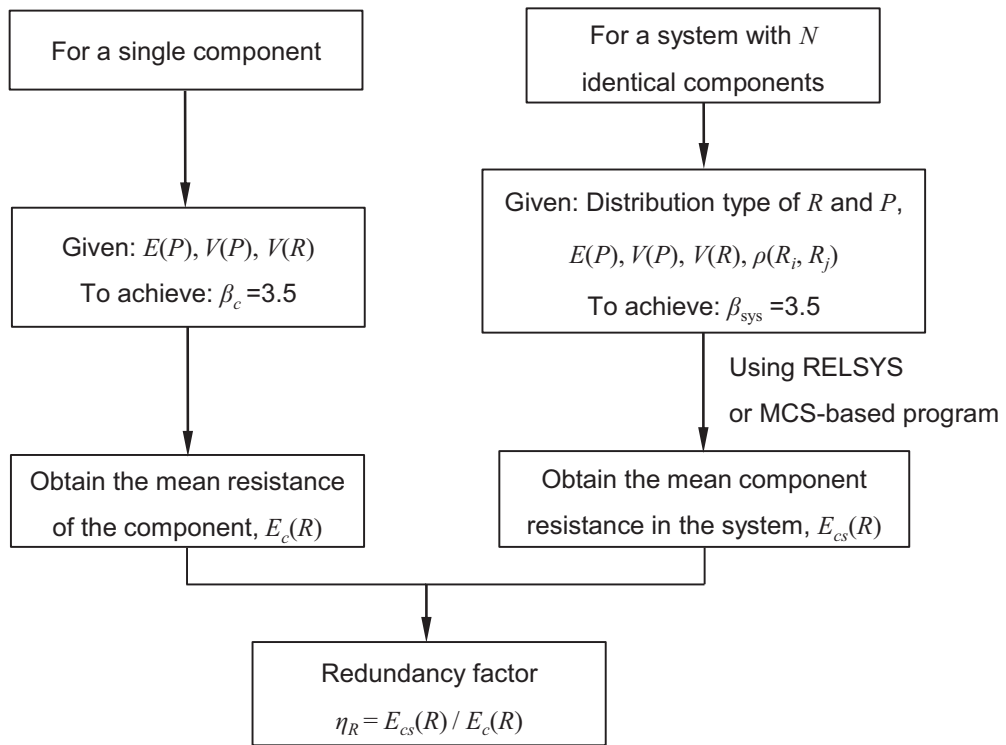 For a single component
Given: E(P), V(P), V(R)
To achieve: βc =3.5
Obtain the mean resistance
of the component, Ec(R)
For a system with N
identical components
Given: Distribution type of R and P,
E(P), V(P), V(R), ρ(Ri, Rj)
To achieve: βsys =3.5
Using RELSYS
or MCS-based program
Obtain the mean component
resistance in the system, Ecs(R)
Redundancy factor
ηR = Ecs(R) / Ec(R)